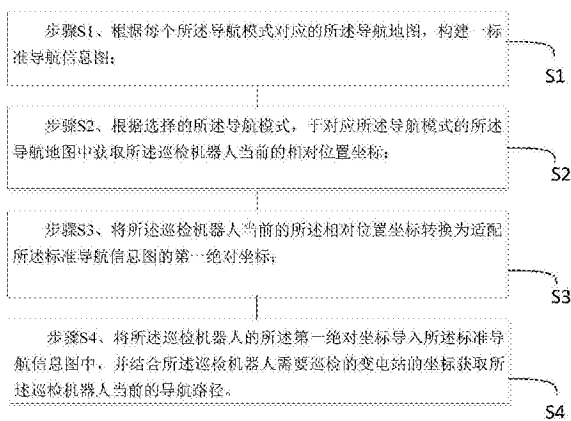 步骤S1、根据每个所述导航模式对应的所述导航地图，构建一标
准导航信息图；
S1
步骤S2、根据选择的所述导航模式，于对应所述导航模式的所述
导航地图中获取所述巡检机器人当前的相对位置坐标；
S2
步骤S3、将所述巡检机器人当前的所述相对位置坐标转换为适配
所述标准导航信息图的第一绝对坐标；
S3
步骤S4、将所述巡检机器人的所述第一绝对坐标导入所述标准导
航信息图中，并结合所述巡检机器人需要巡检的变电站的坐标获取所
述巡检机器人当前的导航路径。
S4